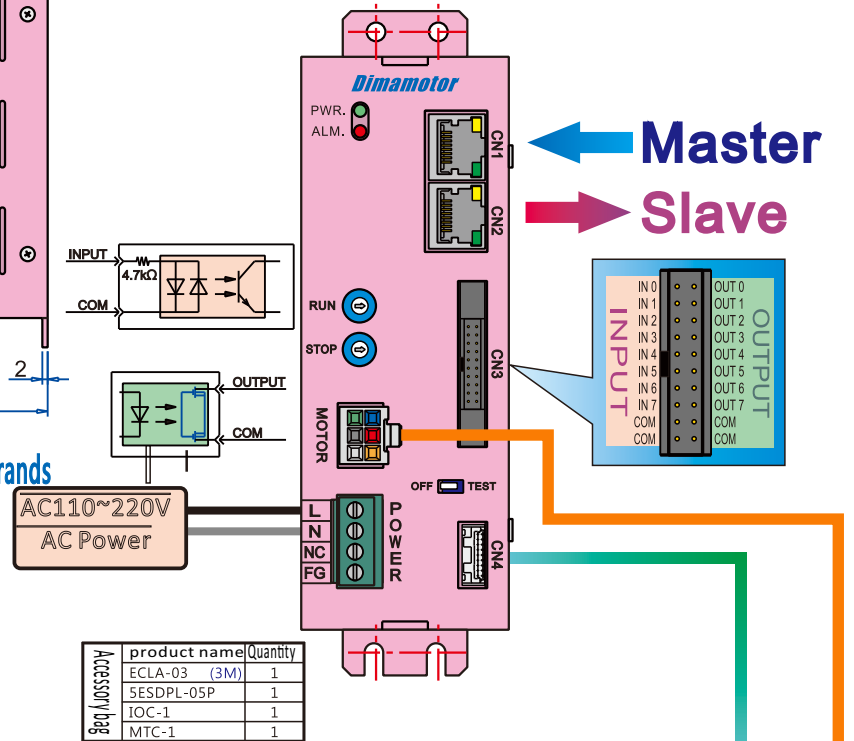 Dimamotor
PWR.
ALM.
CN1
CN2
Master
Slave
INPUT
4.7kΩ
COM
RUN
STOP
CN3
IN 0 OUT 0
IN 1 OUT 1
IN 2 OUT 2
IN 3 OUT 3
IN 4 OUT 4
IN 5 OUT 5
IN 6 OUT 6
IN 7 OUT 7
COM COM
COM COM
INPUT
OUTPUT
2
OUTPUT
COM
MOTOR
rands
OFF TEST
AC110~220V
AC Power
L
N
NC
FG
POWER
CN4
Accessory bag
product name Quantity
ECLA-03 (3M) 1
5ESDPL-05P 1
IOC-1 1
MTC-1 1